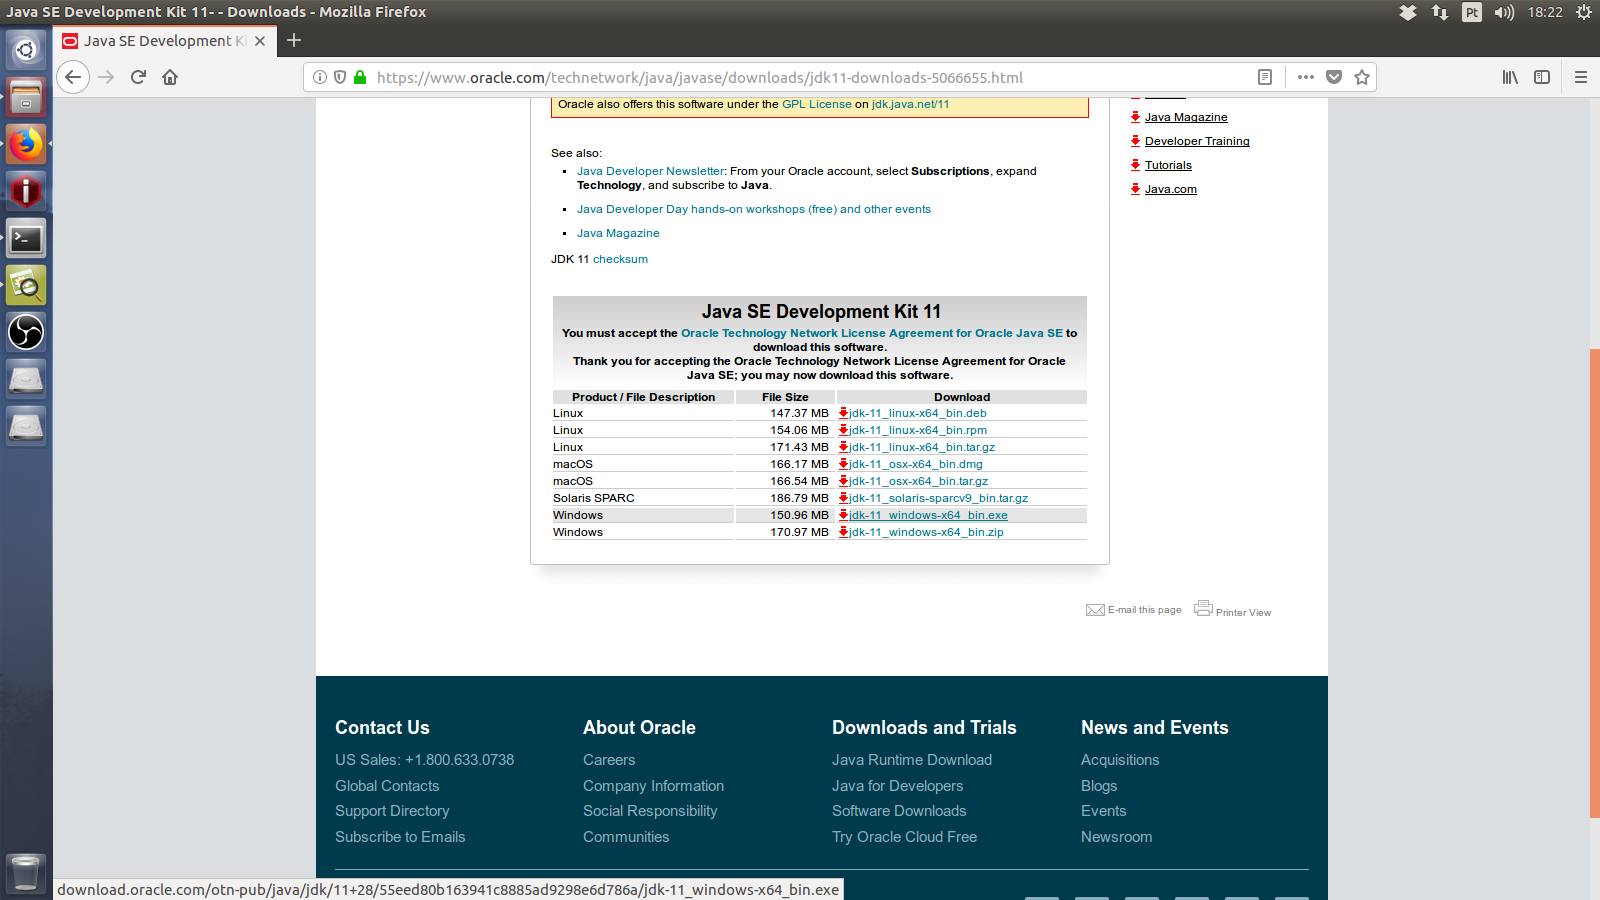 Java SE Development Kit 11- - Downloads - Mozilla Firefox
Pt
18:22
Java SE Development Ki
https://www.oracle.com/technetwork/java/javase/downloads/jdk11-downloads-5066655.html
Oracle also offers this software under the GPL License on jdk.java.net/11
See also:
Java Developer Newsletter: From your Oracle account, select Subscriptions, expand
Technology, and subscribe to Java.
Java Developer Day hands-on workshops (free) and other events
Java Magazine
JDK 11 checksum
Java Magazine
Developer Training
Tutorials
Java.com
Java SE Development Kit 11
You must accept the Oracle Technology Network License Agreement for Oracle Java SE to
download this software.
Thank you for accepting the Oracle Technology Network License Agreement for Oracle
Java SE; you may now download this software.
Product / File Description File Size Download
Linux 147.37 MB jdk-11_linux-x64_bin.deb
Linux 154.06 MB jdk-11_linux-x64_bin.rpm
Linux 171.43 MB jdk-11_linux-x64_bin.tar.gz
macOS 166.17 MB jdk-11_osx-x64_bin.dmg
macOS 166.54 MB jdk-11_osx-x64_bin.tar.gz
Solaris SPARC 186.79 MB jdk-11_solaris-sparcv9_bin.tar.gz
Windows 150.96 MB jdk-11_windows-x64_bin.exe
Windows 170.97 MB jdk-11_windows-x64_bin.zip
E-mail this page Printer View
Contact Us
US Sales: +1.800.633.0738
Global Contacts
Support Directory
Subscribe to Emails
About Oracle
Careers
Company Information
Social Responsibility
Communities
Downloads and Trials
Java Runtime Download
Java for Developers
Software Downloads
Try Oracle Cloud Free
News and Events
Acquisitions
Blogs
Events
Newsroom
download.oracle.com/otn-pub/java/jdk/11+28/55eed80b163941c8885ad9298e6d786a/jdk-11_windows-x64_bin.exe